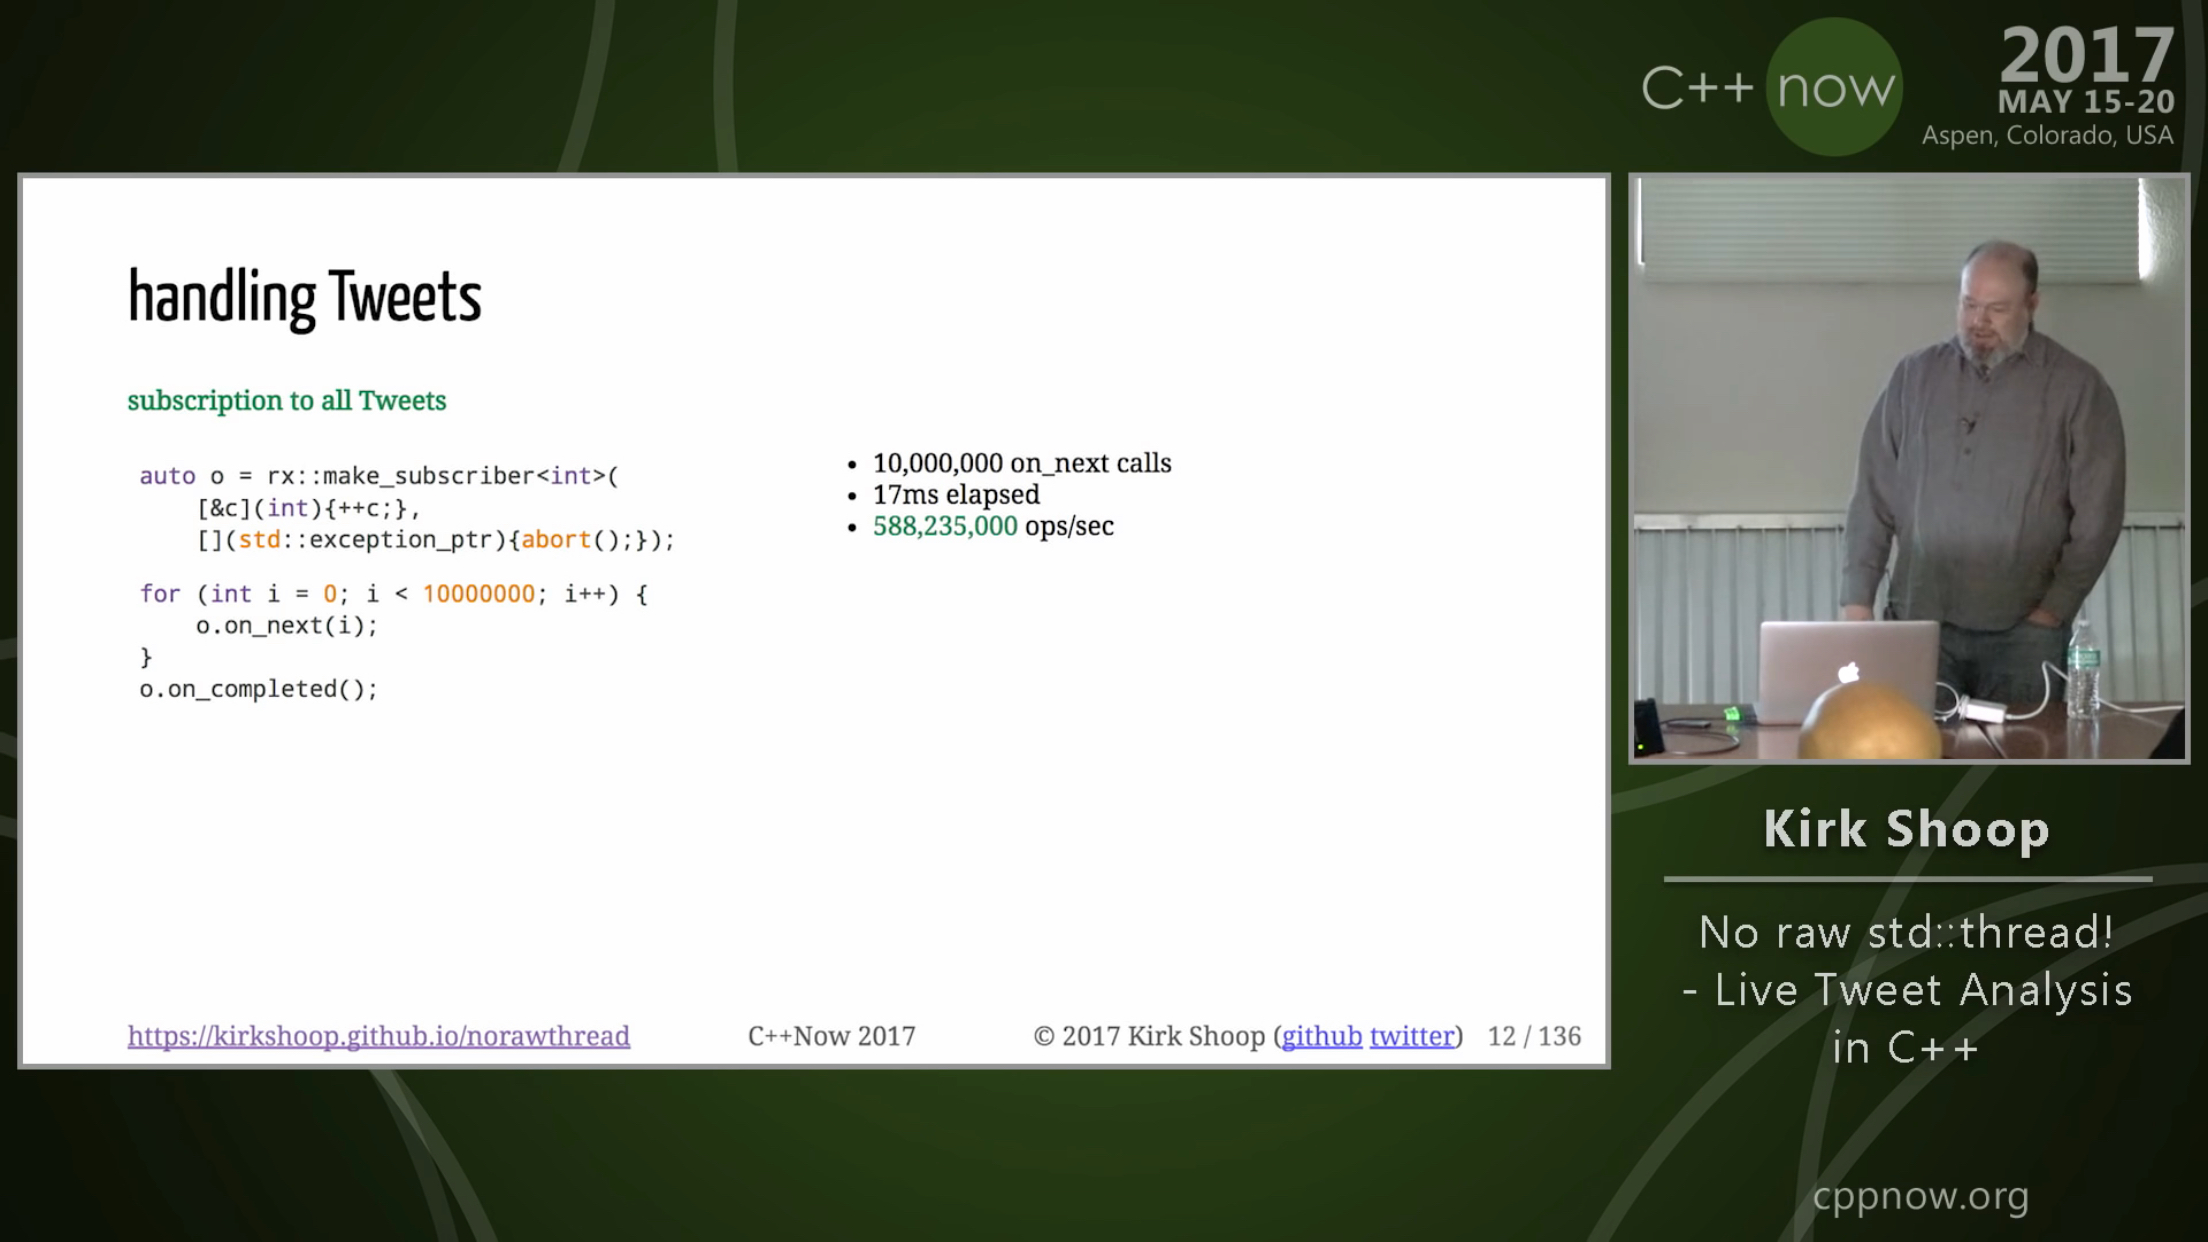 C++ now
2017
MAY 15-20
Aspen, Colorado, USA
handling Tweets
subscription to all Tweets
auto o = rx::make_subscriber<int>(
[&c](int){++c;},
[](std::exception_ptr){abort();});
for (int i = 0; i < 10000000; i++) {
o.on_next(i);
}
o.on_completed();
• 10,000,000 on_next calls
• 17ms elapsed
• 588,235,000 ops/sec
https://kirkshoop.github.io/norawthread
C++Now 2017
© 2017 Kirk Shoop (github twitter)
12 / 136
Kirk Shoop
No raw std::thread!
- Live Tweet Analysis
in C++
cppnow.org